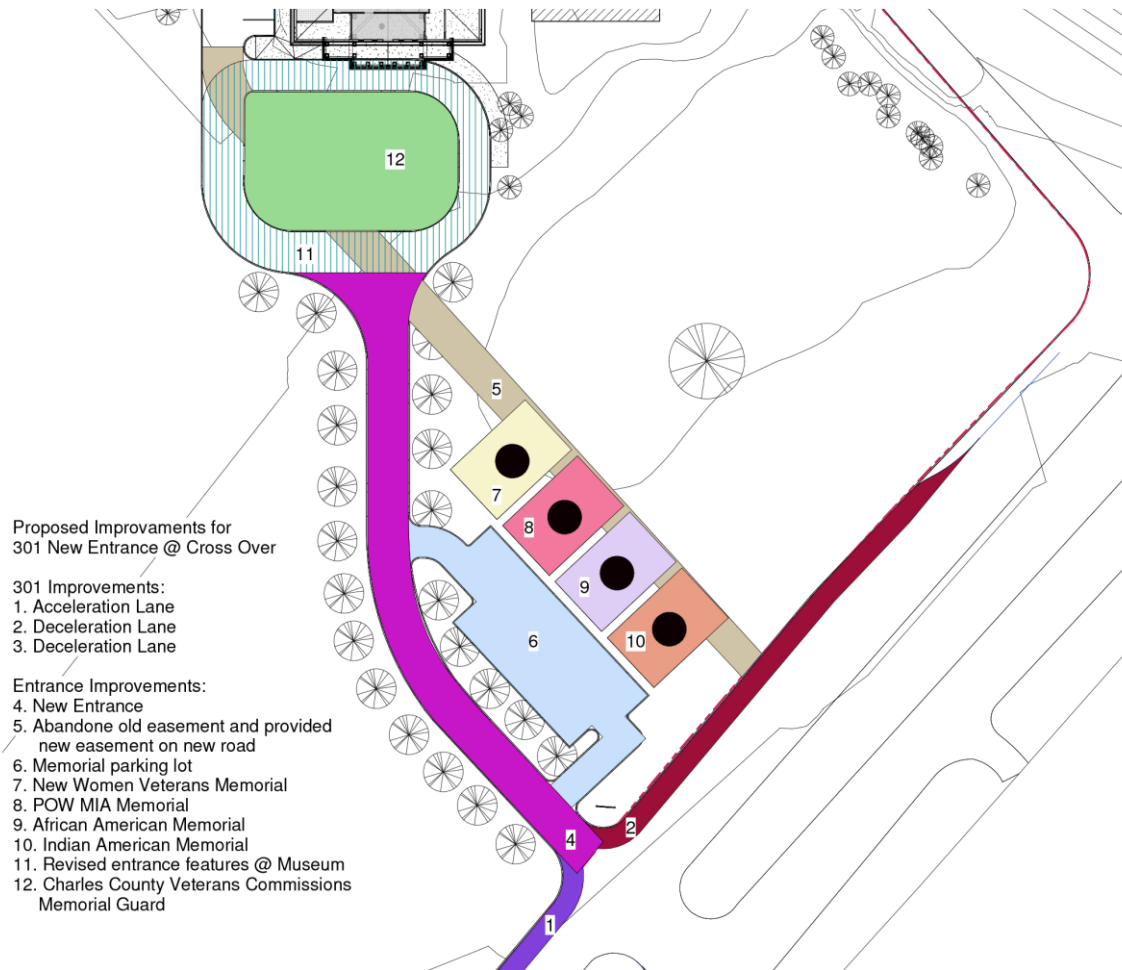 12
11
5
7
8
9
10
6
4
2
1
Proposed Improvaments for
301 New Entrance @ Cross Over
301 Improvements:
1. Acceleration Lane
2. Deceleration Lane
3. Deceleration Lane
Entrance Improvements:
4. New Entrance
5. Abandone old easement and provided
new easement on new road
6. Memorial parking lot
7. New Women Veterans Memorial
8. POW MIA Memorial
9. African American Memorial
10. Indian American Memorial
11. Revised entrance features @ Museum
12. Charles County Veterans Commissions
Memorial Guard